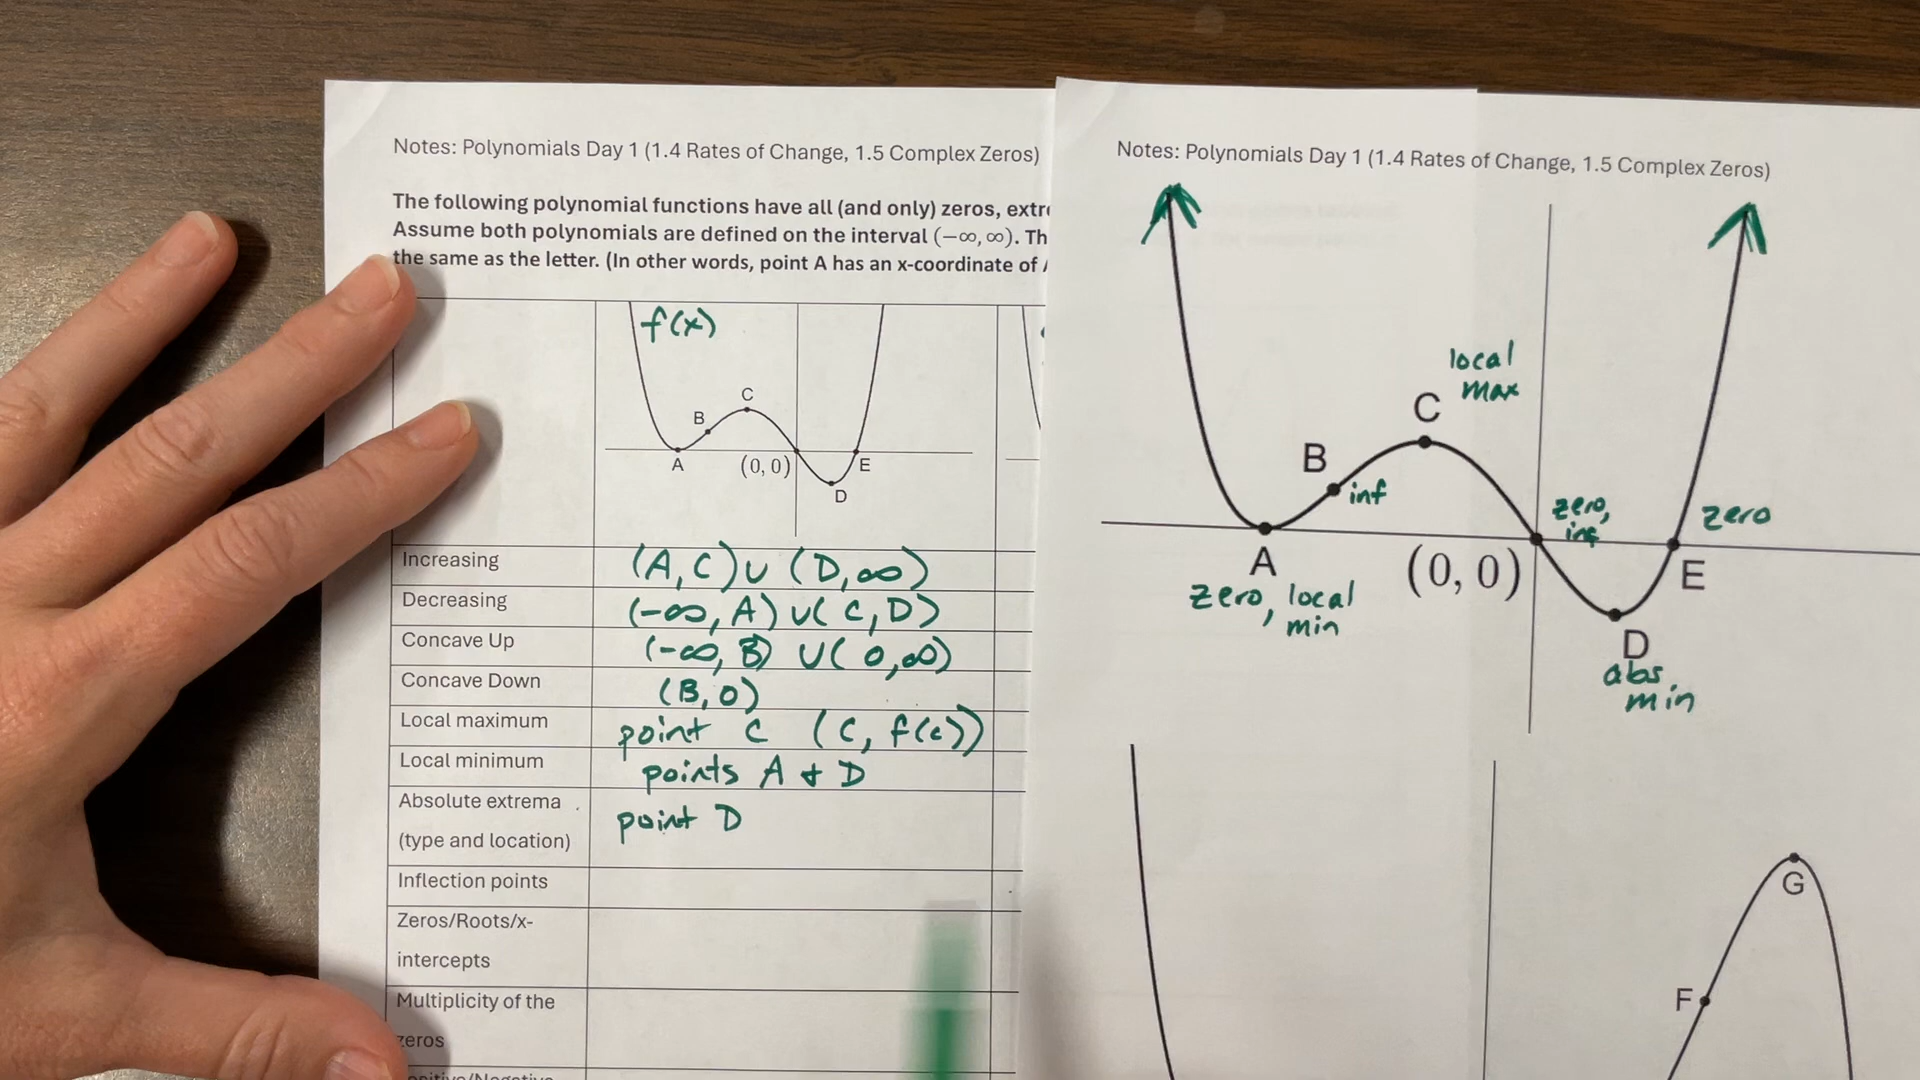 Notes: Polynomials Day 1 (1.4 Rates of Change, 1.5 Complex Zeros)
The following polynomial functions have all (and only) zeros,
Assume both polynomials are defined on the interval (−∞, ∞).
the same as the letter. (In other words, point A has an x-coordinate of
f(x)
C
B
A
(0, 0)
E
D
Increasing
(A, C) ∪ (D, ∞)
Decreasing
(-∞, A) ∪ (C, D)
Concave Up
(-∞, B) ∪ (0, ∞)
Concave Down
(B, 0)
Local maximum
point C (C, f(c))
Local minimum
points A + D
Absolute extrema
(type and location)
point D
Inflection points
Zeros/Roots/x-
intercepts
Multiplicity of the
zeros
Notes: Polynomials Day 1 (1.4 Rates of Change, 1.5 Complex Zeros)
local
max
C
B
inf
zero,
inf
zero
A
(0, 0)
E
zero, local
min
D
abs
min
G
F